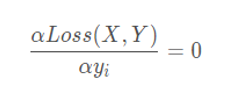 αLoss(X, Y)
αy_i
= 0